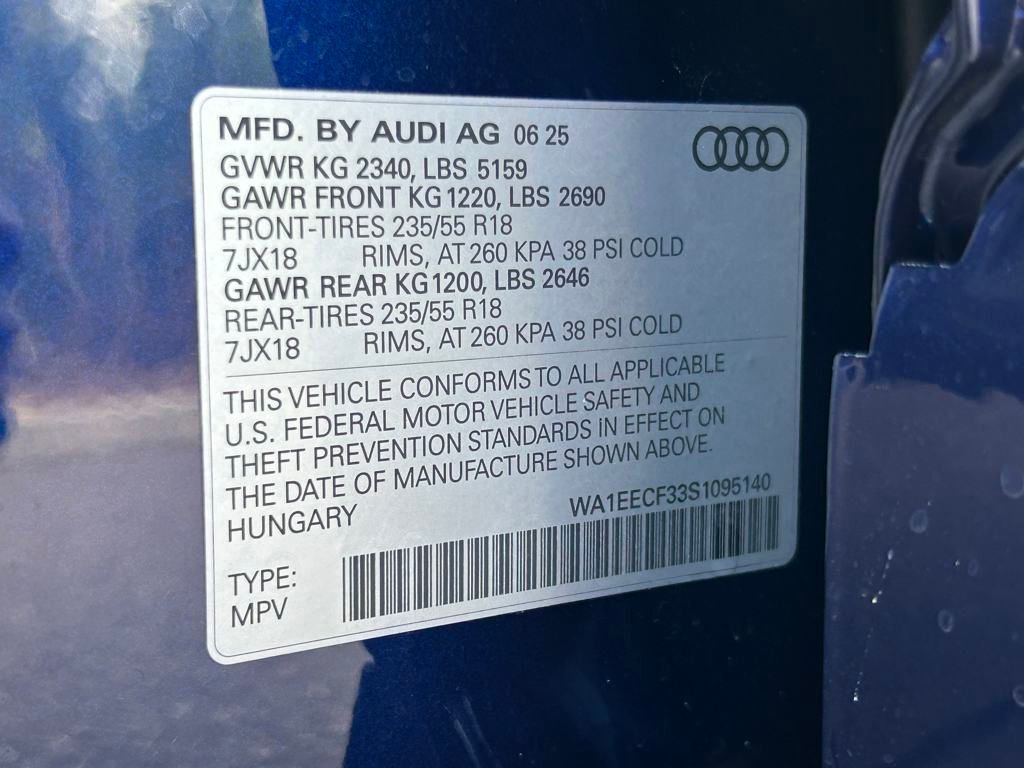 MFD. BY AUDI AG 06 25
GVWR KG 2340, LBS 5159
GAWR FRONT KG 1220, LBS 2690
FRONT-TIRES 235/55 R18
7JX18 RIMS, AT 260 KPA 38 PSI COLD
GAWR REAR KG 1200, LBS 2646
REAR-TIRES 235/55 R18
7JX18 RIMS, AT 260 KPA 38 PSI COLD
THIS VEHICLE CONFORMS TO ALL APPLICABLE
U.S. FEDERAL MOTOR VEHICLE SAFETY AND
THEFT PREVENTION STANDARDS IN EFFECT ON
THE DATE OF MANUFACTURE SHOWN ABOVE.
HUNGARY WA1EECF33S1095140
TYPE:
MPV